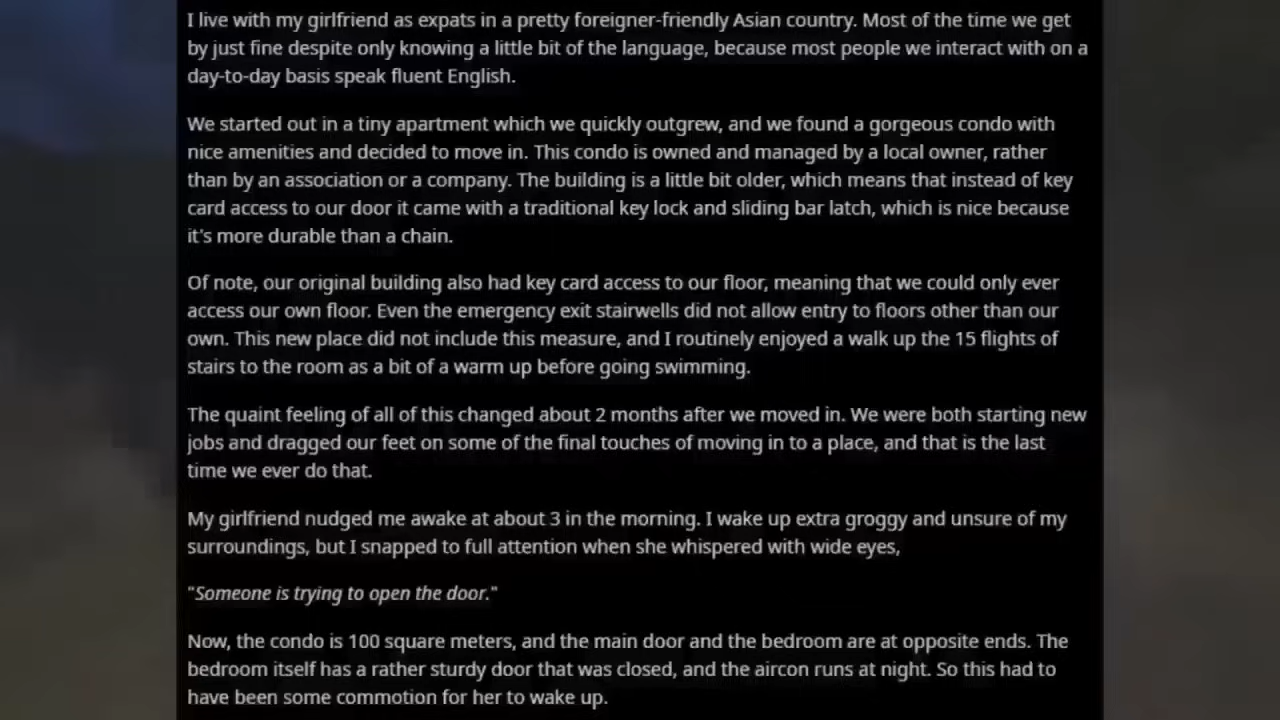 I live with my girlfriend as expats in a pretty foreigner-friendly Asian country. Most of the time we get
by just fine despite only knowing a little bit of the language, because most people we interact with on a
day-to-day basis speak fluent English.
We started out in a tiny apartment which we quickly outgrew, and we found a gorgeous condo with
nice amenities and decided to move in. This condo is owned and managed by a local owner, rather
than by an association or a company. The building is a little bit older, which means that instead of key
card access to our door it came with a traditional key lock and sliding bar latch, which is nice because
it's more durable than a chain.
Of note, our original building also had key card access to our floor, meaning that we could only ever
access our own floor. Even the emergency exit stairwells did not allow entry to floors other than our
own. This new place did not include this measure, and I routinely enjoyed a walk up the 15 flights of
stairs to the room as a bit of a warm up before going swimming.
The quaint feeling of all of this changed about 2 months after we moved in. We were both starting new
jobs and dragged our feet on some of the final touches of moving in to a place, and that is the last
time we ever do that.
My girlfriend nudged me awake at about 3 in the morning. I wake up extra groggy and unsure of my
surroundings, but I snapped to full attention when she whispered with wide eyes,
"Someone is trying to open the door."
Now, the condo is 100 square meters, and the main door and the bedroom are at opposite ends. The
bedroom itself has a rather sturdy door that was closed, and the aircon runs at night. So this had to
have been some commotion for her to wake up.